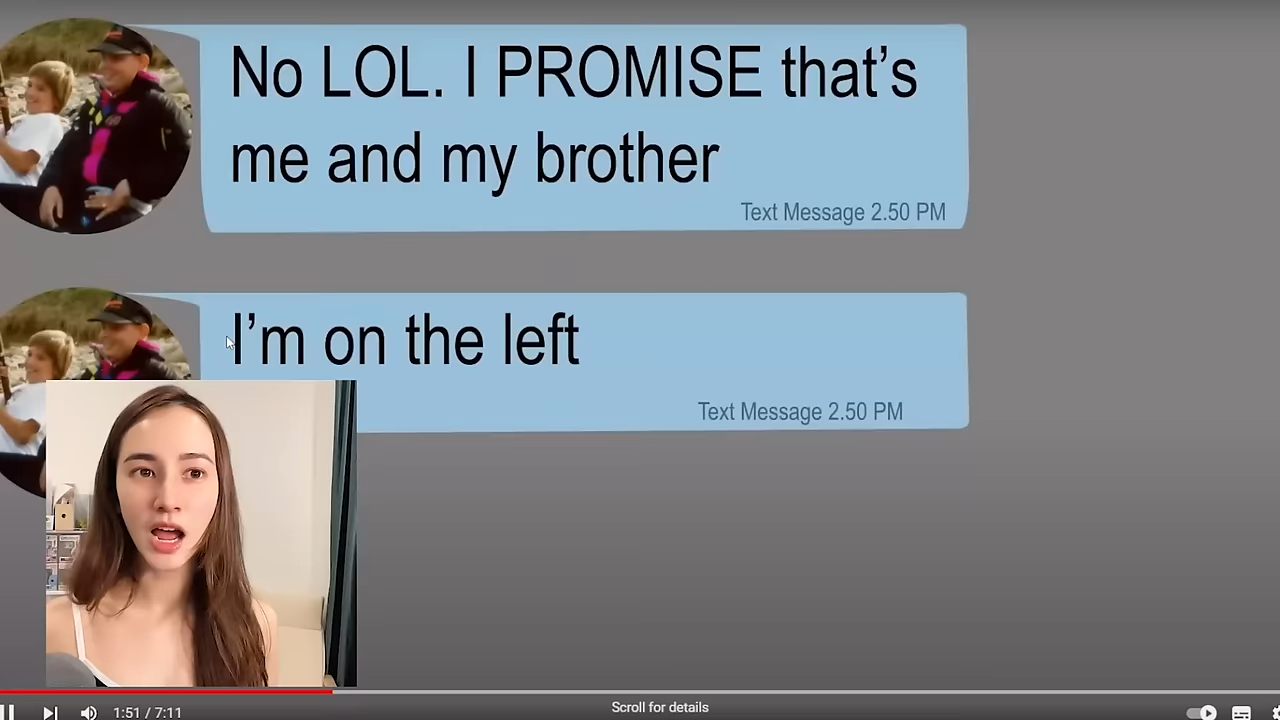 No LOL. I PROMISE that's
me and my brother
Text Message 2.50 PM
I'm on the left
Text Message 2.50 PM
Scroll for details
1:51 / 7:11